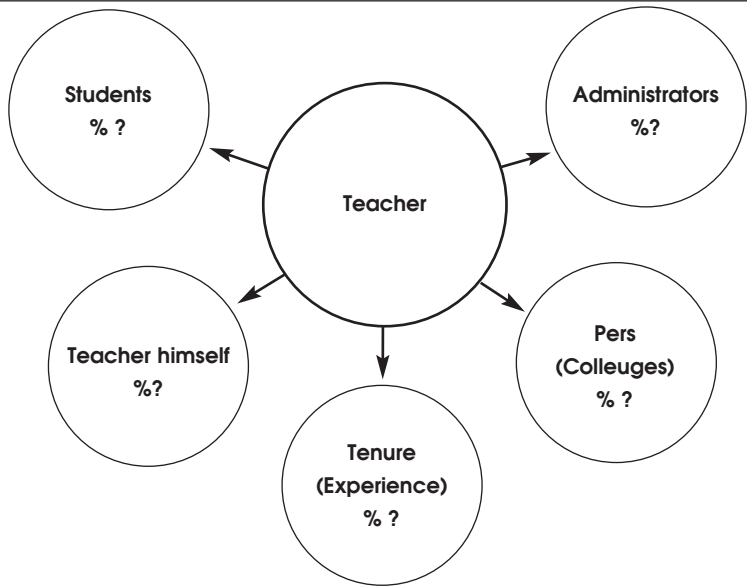 Students
% ?
Administrators
%?
Teacher
Teacher himself
%?
Pers
(Colleuges)
% ?
Tenure
(Experience)
% ?